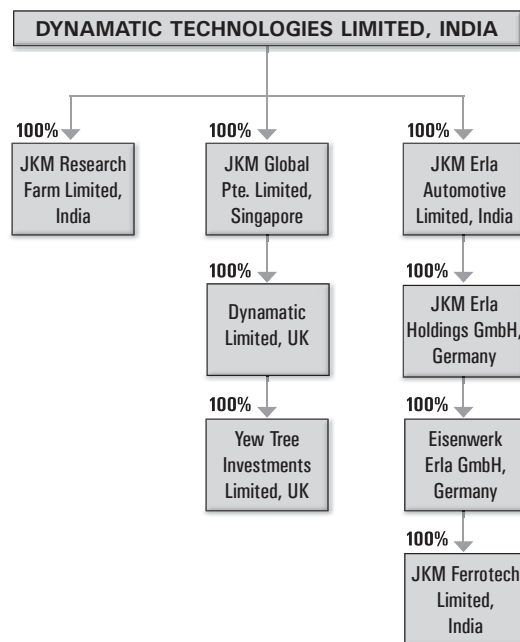 DYNAMATIC TECHNOLOGIES LIMITED, INDIA
100%
JKM Research
Farm Limited,
India
100%
JKM Global
Pte. Limited,
Singapore
100%
Dynamatic
Limited, UK
100%
Yew Tree
Investments
Limited, UK
100%
JKM Erla
Automotive
Limited, India
100%
JKM Erla
Holdings GmbH,
Germany
100%
Eisenwerk
Erla GmbH,
Germany
100%
JKM Ferrotech
Limited,
India